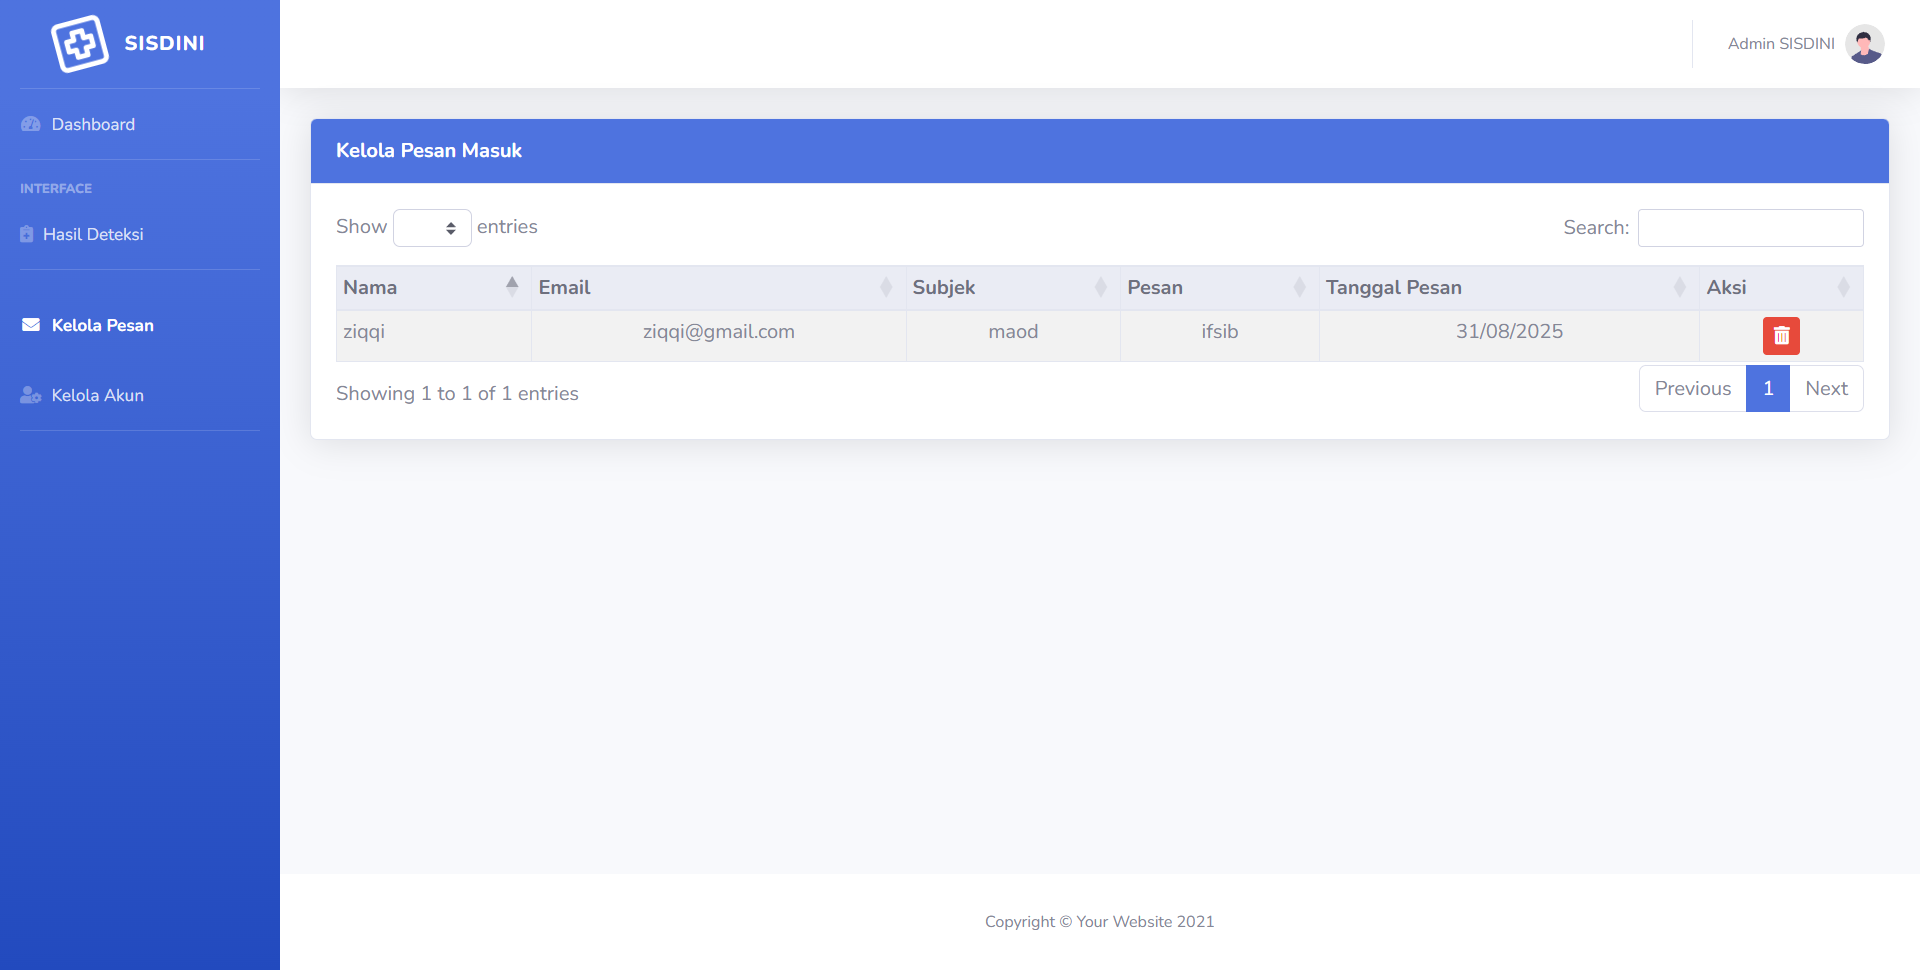 SISDINI
Admin SISDINI
Dashboard
INTERFACE
Hasil Deteksi
Kelola Pesan
Kelola Akun
Kelola Pesan Masuk
Show entries
Search:
Nama Email Subjek Pesan Tanggal Pesan Aksi
ziqqi ziqqi@gmail.com maod ifsib 31/08/2025
Showing 1 to 1 of 1 entries
Previous 1 Next
Copyright © Your Website 2021